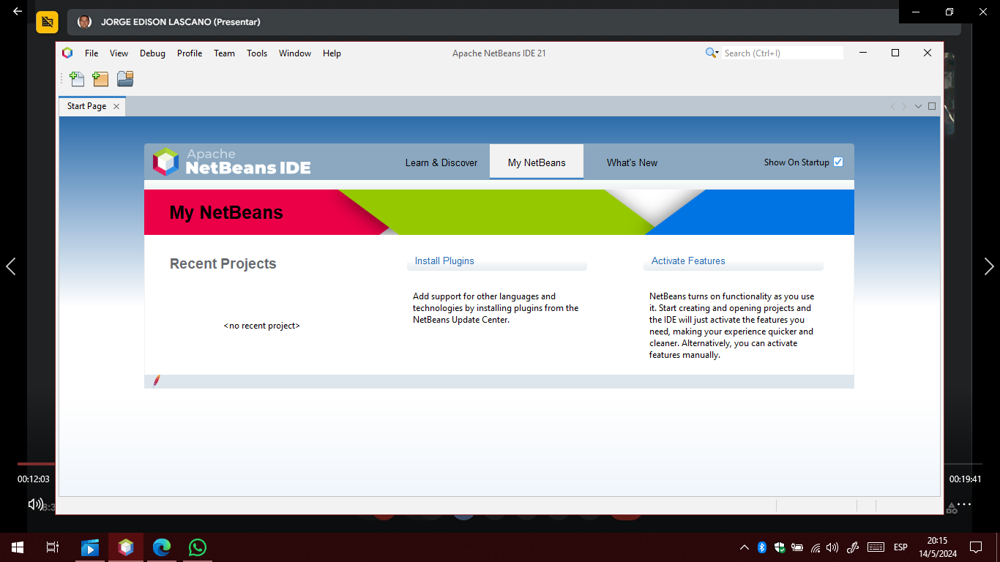 JORGE EDISON LASCANO (Presentar)
File View Debug Profile Team Tools Window Help
Apache NetBeans IDE 21
Search (Ctrl+I)
Start Page
Apache
NetBeans IDE
Learn & Discover
My NetBeans
What's New
Show On Startup
My NetBeans
Recent Projects
<no recent project>
Install Plugins
Add support for other languages and
technologies by installing plugins from the
NetBeans Update Center.
Activate Features
NetBeans turns on functionality as you use
it. Start creating and opening projects and
the IDE will just activate the features you
need, making your experience quicker and
cleaner. Alternatively, you can activate
features manually.
00:12:03
00:19:41
ESP
20:15
14/5/2024